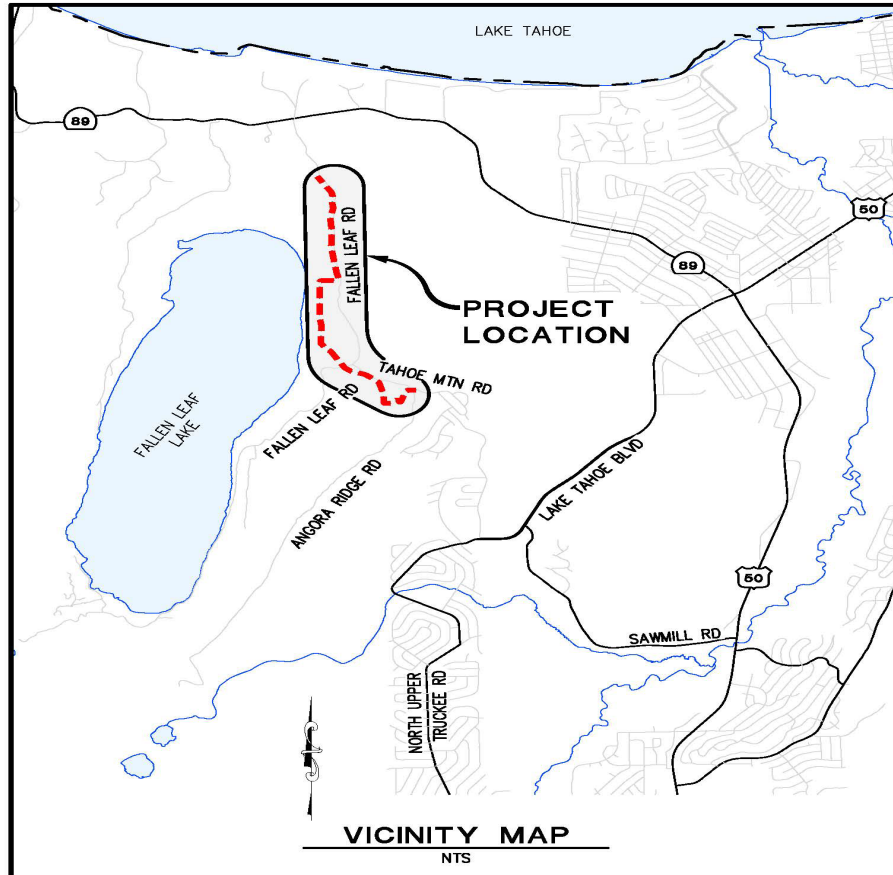 LAKE TAHOE
89
50
FALLEN LEAF RD
89
PROJECT
LOCATION
TAHOE MTN RD
FALLEN LEAF RD
FALLEN LEAF
LAKE
ANGORA RIDGE RD
LAKE TAHOE BLVD
50
SAWMILL RD
NORTH UPPER
TRUCKEE RD
VICINITY MAP
NTS